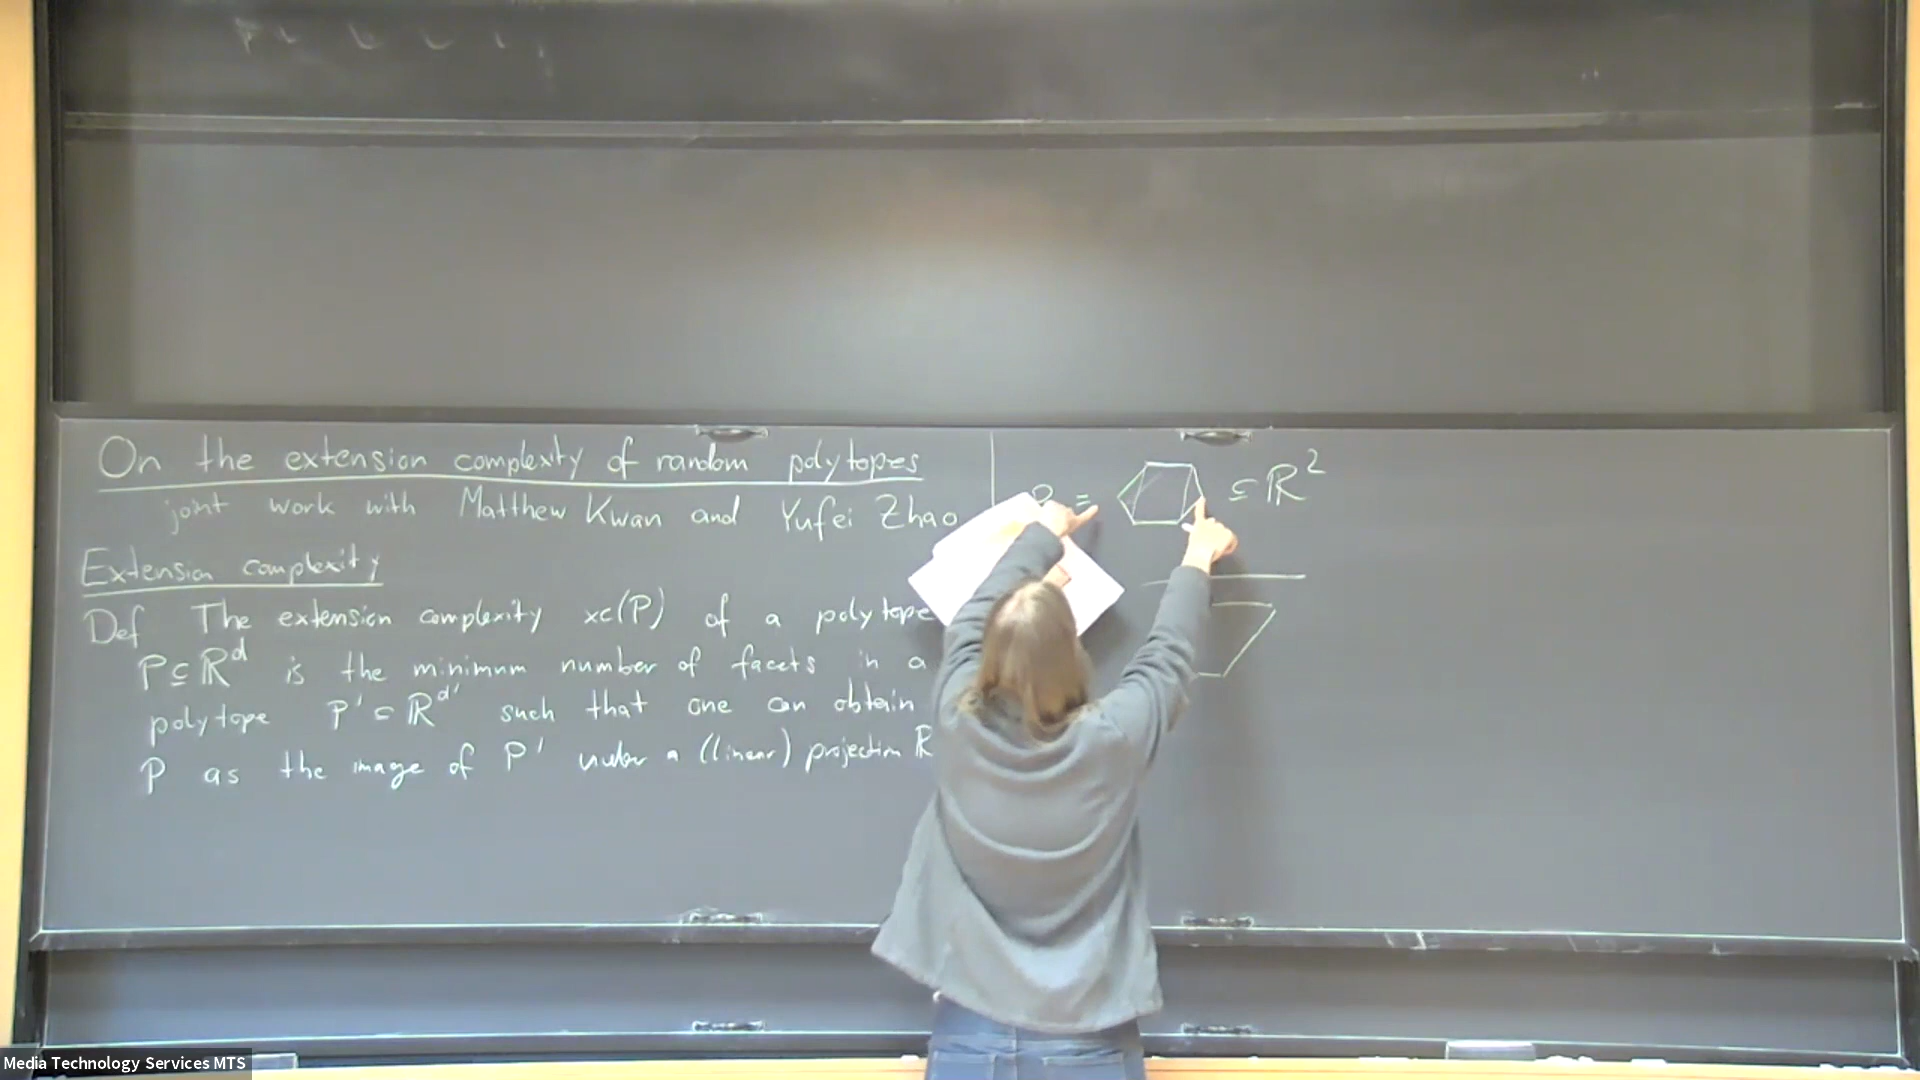 On the extension complexity of random polytopes
joint work with Matthew Kwan and Yufei Zhao
Extension complexity
Def The extension complexity xc(P) of a polytope
P ⊆ ℝ^d is the minimum number of facets in a
polytope P' ⊆ ℝ^d' such that one can obtain
P as the image of P' under a (linear) projection ℝ
= ⊆ ℝ^2
Media Technology Services MTS